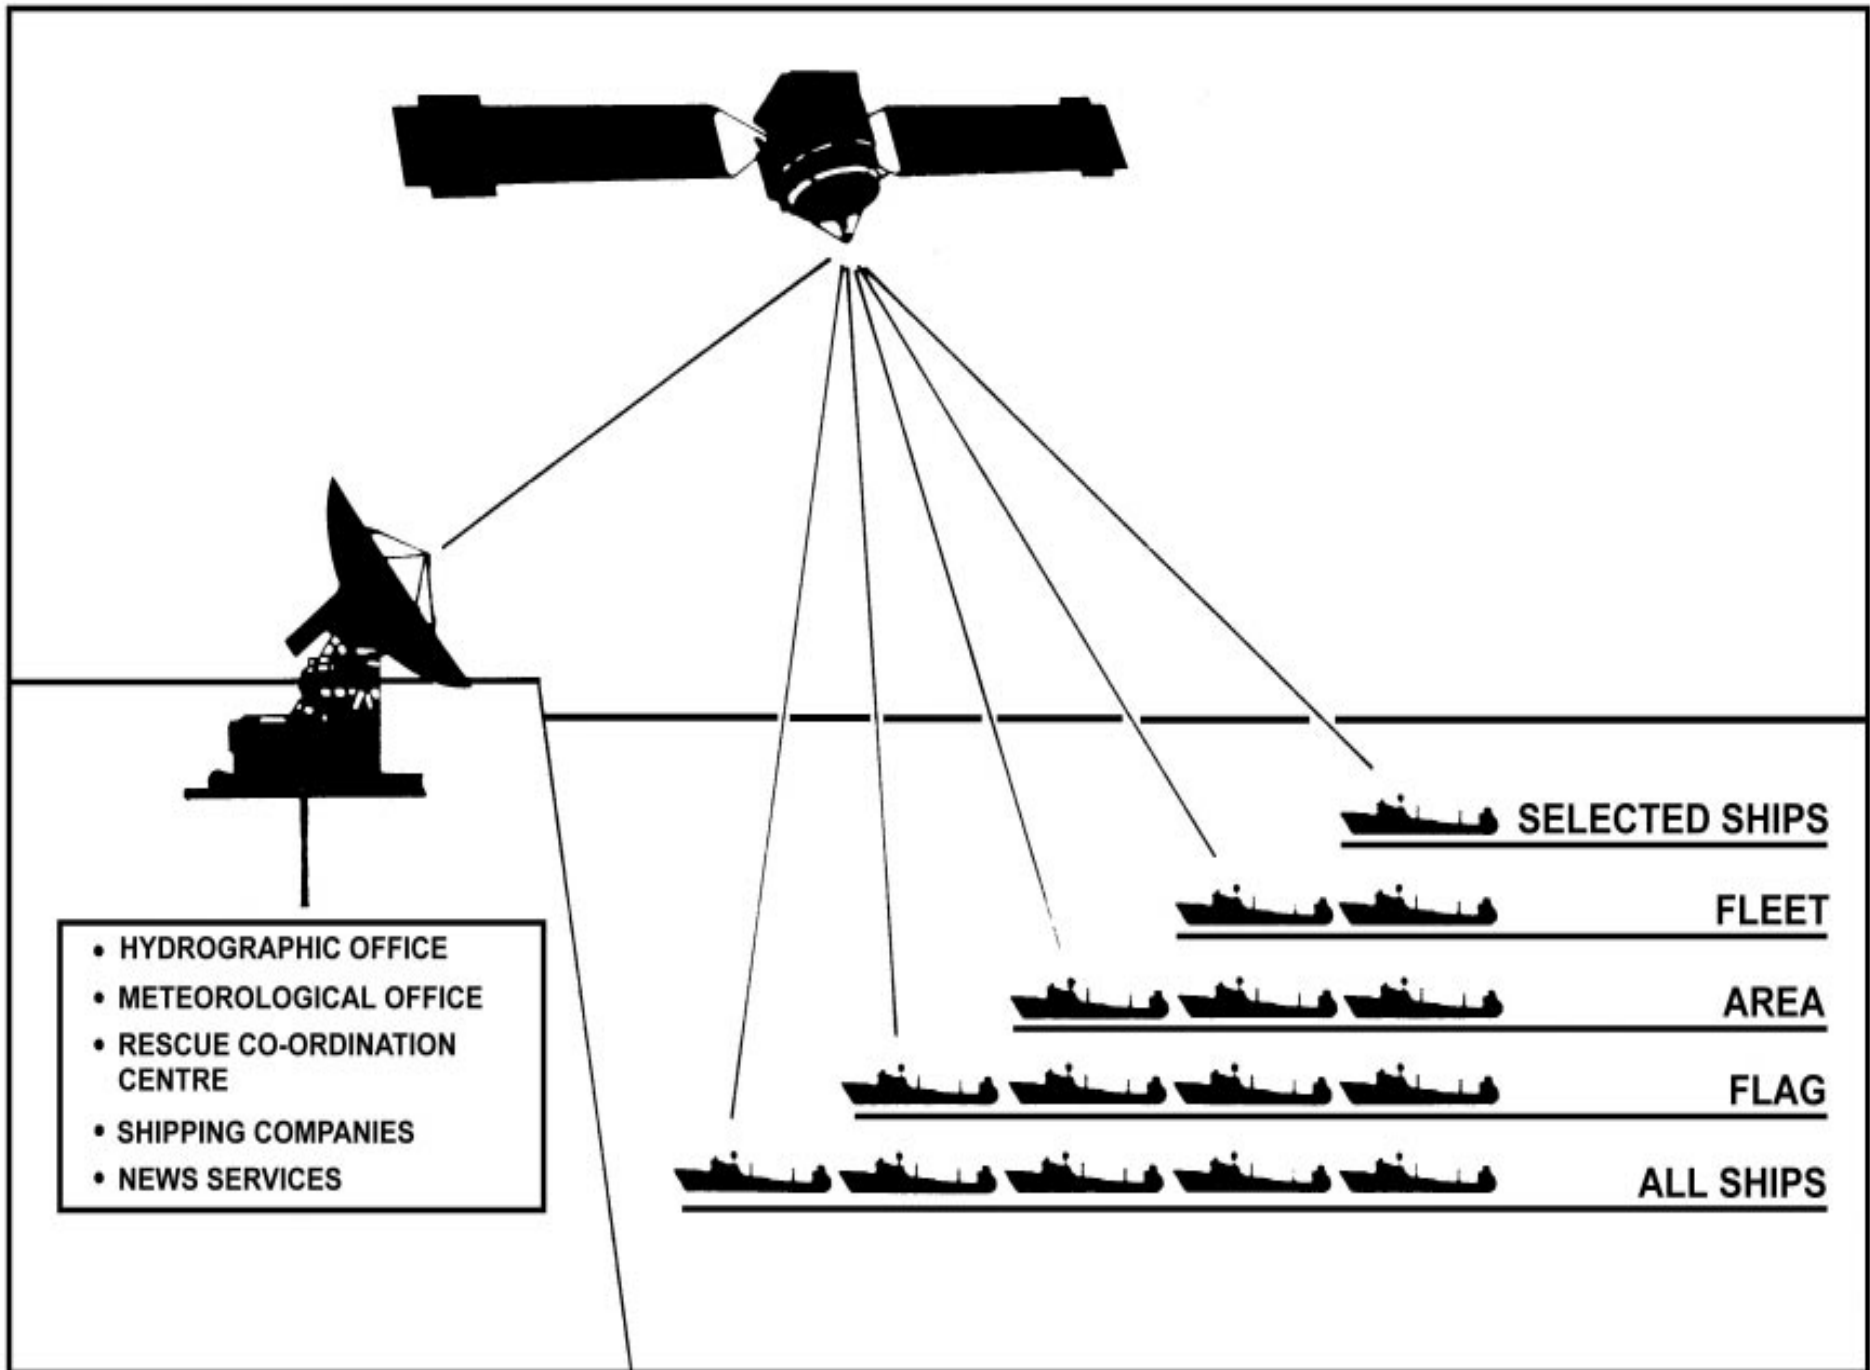 SELECTED SHIPS
FLEET
• HYDROGRAPHIC OFFICE
• METEOROLOGICAL OFFICE
• RESCUE CO-ORDINATION
CENTRE
• SHIPPING COMPANIES
• NEWS SERVICES
AREA
FLAG
ALL SHIPS